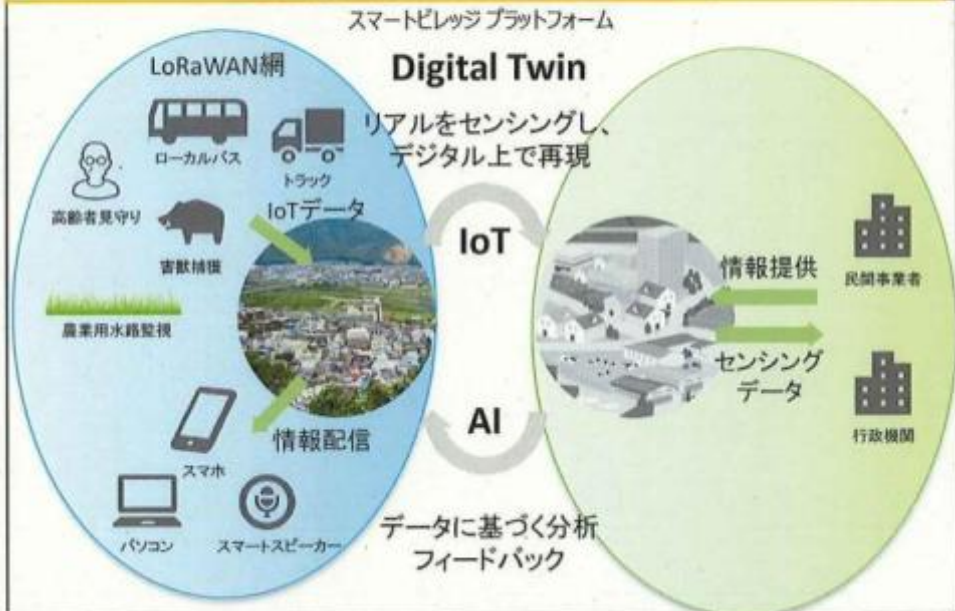 スマートビレッジ プラットフォーム
Digital Twin
リアルをセンシングし、
デジタル上で再現
LoRaWAN網
ローカルバス
トラック
高齢者見守り
IoTデータ
害獣捕獲
農業用水路監視
IoT
情報提供
民間事業者
センシング
データ
行政機関
AI
情報配信
スマホ
パソコン
スマートスピーカー
データに基づく分析
フィードバック